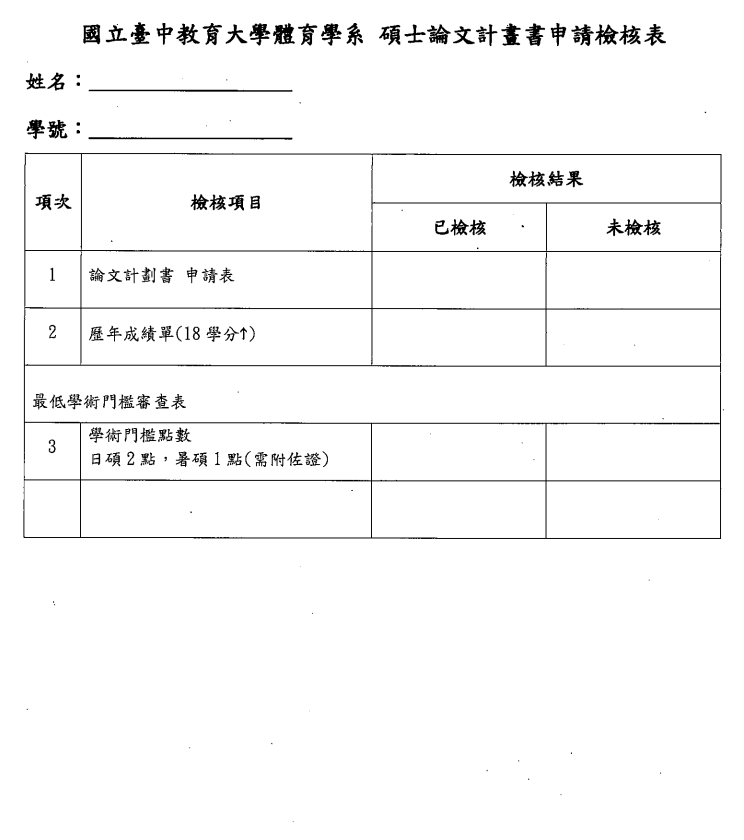 國立臺中教育大學體育學系 碩士論文計畫書申請檢核表
姓名：
學號：
項次
檢核項目
檢核結果
已檢核
未檢核
1
論文計劃書 申請表
2
歷年成績單(18 學分↑)
最低學術門檻審查表
3
學術門檻點數
日碩 2 點，暑碩 1 點(需附佐證)